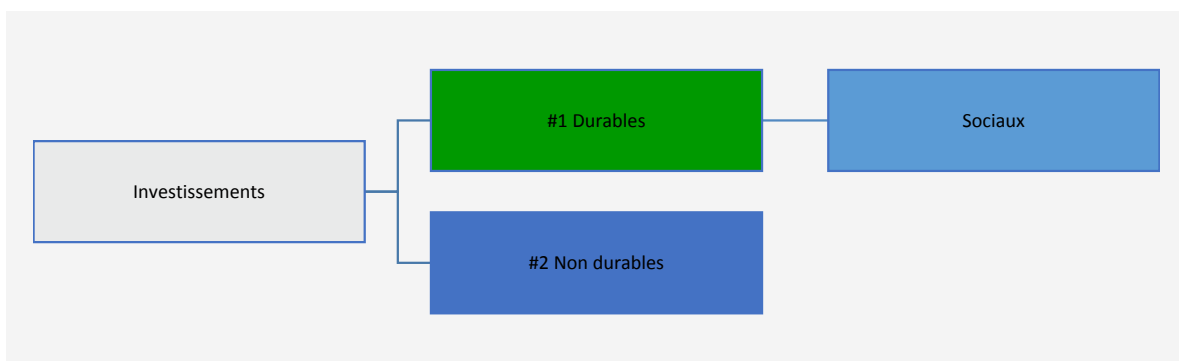 #1 Durables
Sociaux
Investissements
#2 Non durables